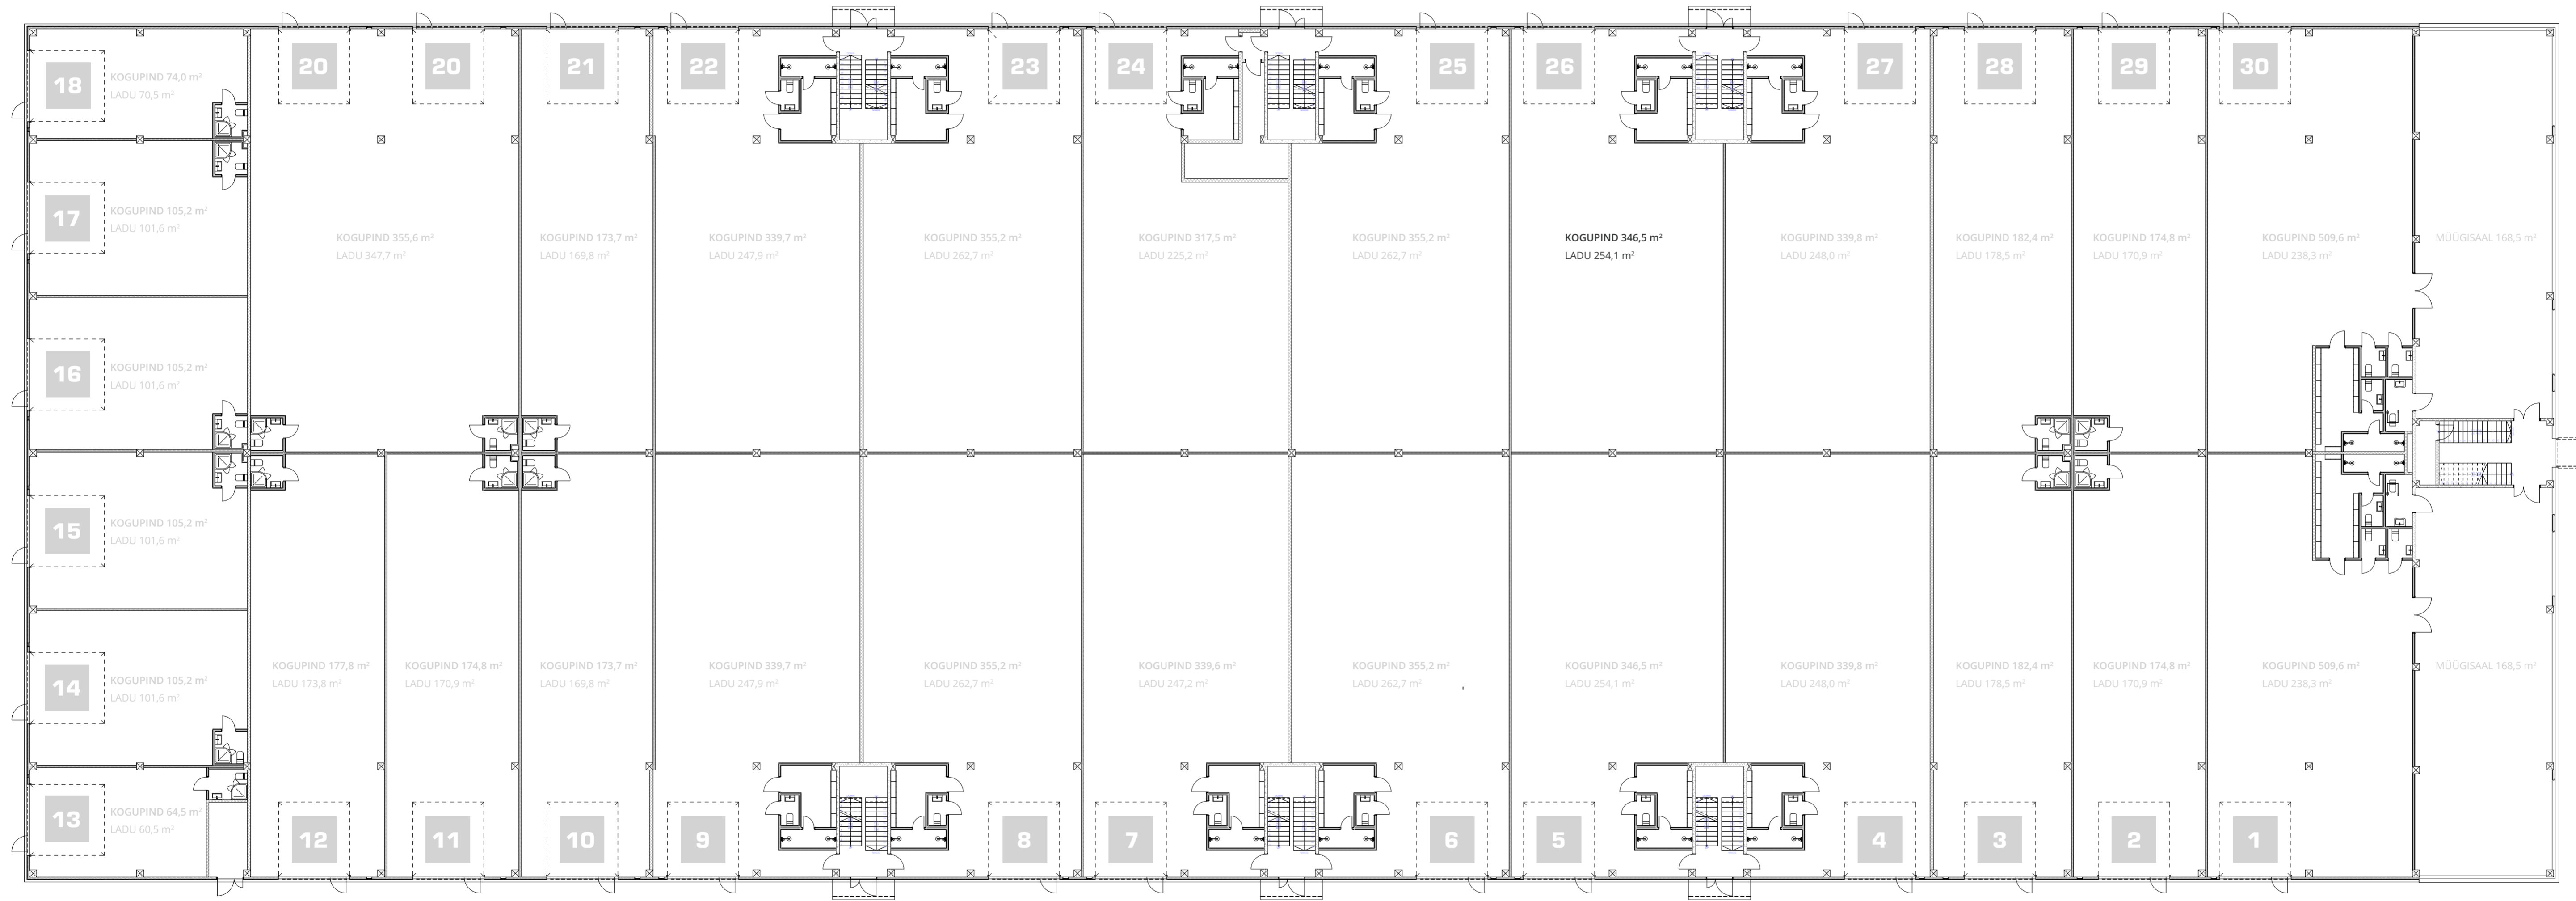 18
KOGUPIND 74,0 m²
LADU 70,5 m²
20
20
21
22
23
24
25
26
27
28
29
30
17
KOGUPIND 105,2 m²
LADU 101,6 m²
KOGUPIND 355,6 m²
LADU 347,7 m²
KOGUPIND 173,7 m²
LADU 169,8 m²
KOGUPIND 339,7 m²
LADU 247,9 m²
KOGUPIND 355,2 m²
LADU 262,7 m²
KOGUPIND 317,5 m²
LADU 225,2 m²
KOGUPIND 355,2 m²
LADU 262,7 m²
KOGUPIND 346,5 m²
LADU 254,1 m²
KOGUPIND 339,8 m²
LADU 248,0 m²
KOGUPIND 182,4 m²
LADU 178,5 m²
KOGUPIND 174,8 m²
LADU 170,9 m²
KOGUPIND 509,6 m²
LADU 238,3 m²
MÜÜGISAAL 168,5 m²
16
KOGUPIND 105,2 m²
LADU 101,6 m²
15
KOGUPIND 105,2 m²
LADU 101,6 m²
14
KOGUPIND 105,2 m²
LADU 101,6 m²
KOGUPIND 177,8 m²
LADU 173,8 m²
KOGUPIND 174,8 m²
LADU 170,9 m²
KOGUPIND 173,7 m²
LADU 169,8 m²
KOGUPIND 339,7 m²
LADU 247,9 m²
KOGUPIND 355,2 m²
LADU 262,7 m²
KOGUPIND 339,6 m²
LADU 247,2 m²
KOGUPIND 355,2 m²
LADU 262,7 m²
KOGUPIND 346,5 m²
LADU 254,1 m²
KOGUPIND 339,8 m²
LADU 248,0 m²
KOGUPIND 182,4 m²
LADU 178,5 m²
KOGUPIND 174,8 m²
LADU 170,9 m²
KOGUPIND 509,6 m²
LADU 238,3 m²
MÜÜGISAAL 168,5 m²
13
KOGUPIND 64,5 m²
LADU 60,5 m²
12
11
10
9
8
7
6
5
4
3
2
1